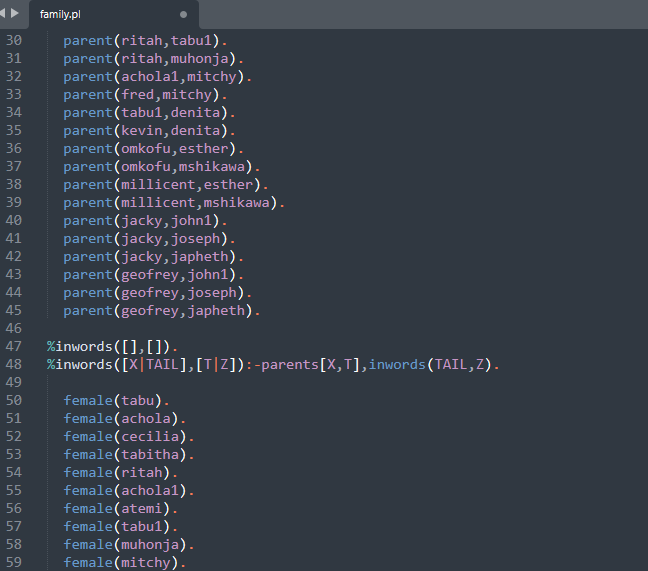 family.pl
30 parent(ritah,tabu1).
31 parent(ritah,muhonja).
32 parent(achola1,mitchy).
33 parent(fred,mitchy).
34 parent(tabu1,denita).
35 parent(kevin,denita).
36 parent(omkofu,esther).
37 parent(omkofu,mshikawa).
38 parent(millicent,esther).
39 parent(millicent,mshikawa).
40 parent(jacky,john1).
41 parent(jacky,joseph).
42 parent(jacky,japheth).
43 parent(geofrey,john1).
44 parent(geofrey,joseph).
45 parent(geofrey,japheth).
46
47 %inwords([],[]).
48 %inwords([X|TAIL],[T|Z]):-parents[X,T],inwords(TAIL,Z).
49
50 female(tabu).
51 female(achola).
52 female(cecilia).
53 female(tabitha).
54 female(ritah).
55 female(achola1).
56 female(atemi).
57 female(tabu1).
58 female(muhonja).
59 female(mitchy).